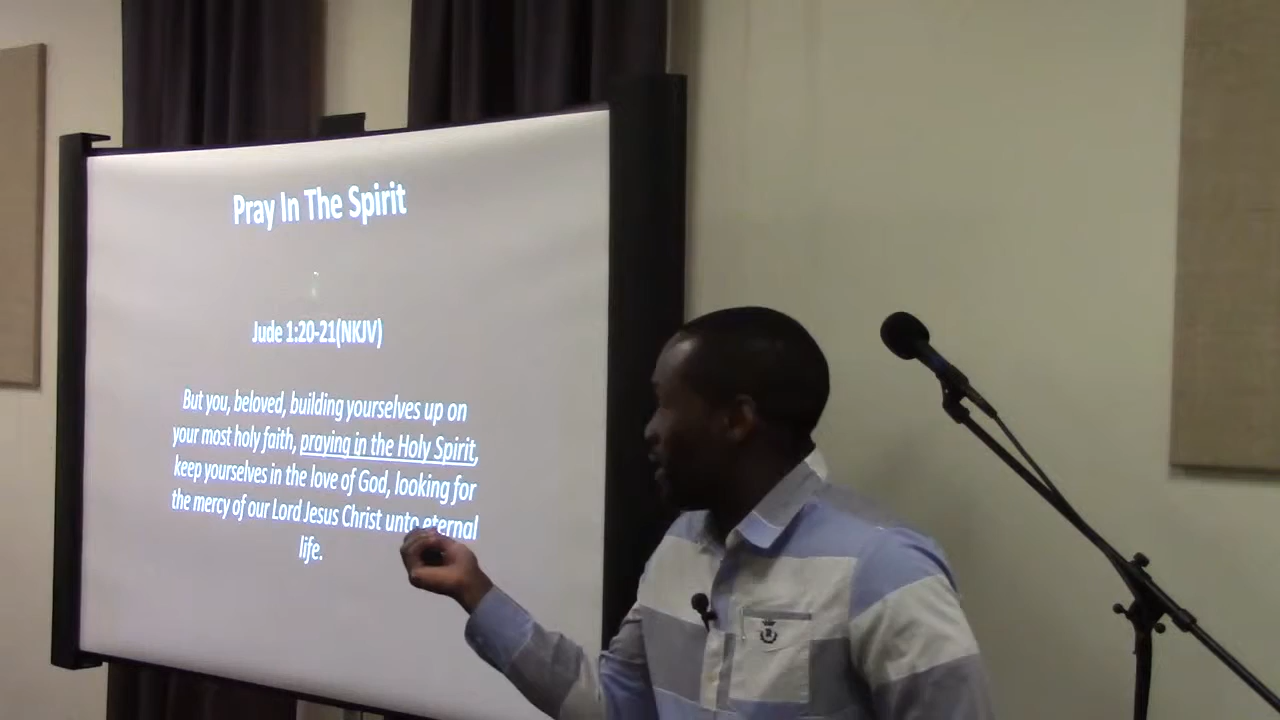 Pray In The Spirit
Jude 1:20-21(NKJV)
But you, beloved, building yourselves up on
your most holy faith, praying in the Holy Spirit,
keep yourselves in the love of God, looking for
the mercy of our Lord Jesus Christ unto eternal
life.